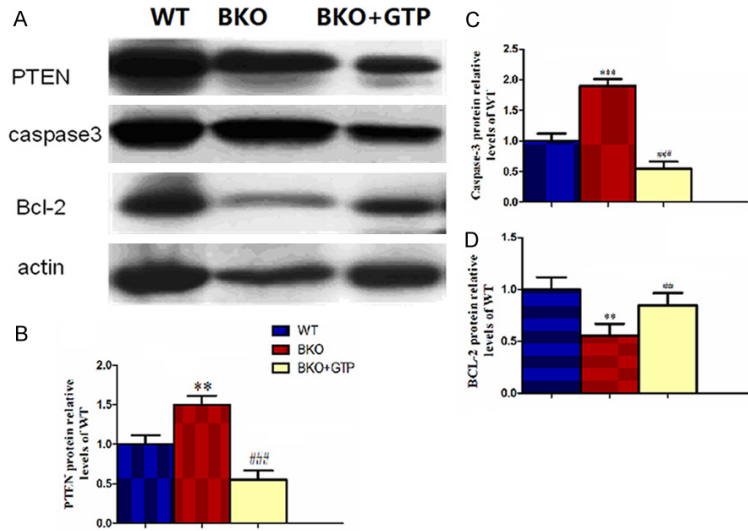 A
WT BKO BKO+GTP
PTEN
caspase3
Bcl-2
actin
B
WT
BKO
BKO+GTP
PTEN protein relative
levels of WT
1.5
1.0
0.5
0.0
2.0
**
###
C
Caspase-3 protein relative
levels of WT
2.5
2.0
1.5
1.0
0.5
0.0
***
D
BCL-2 protein relative
levels of WT
1.5
1.0
0.5
0.0
**